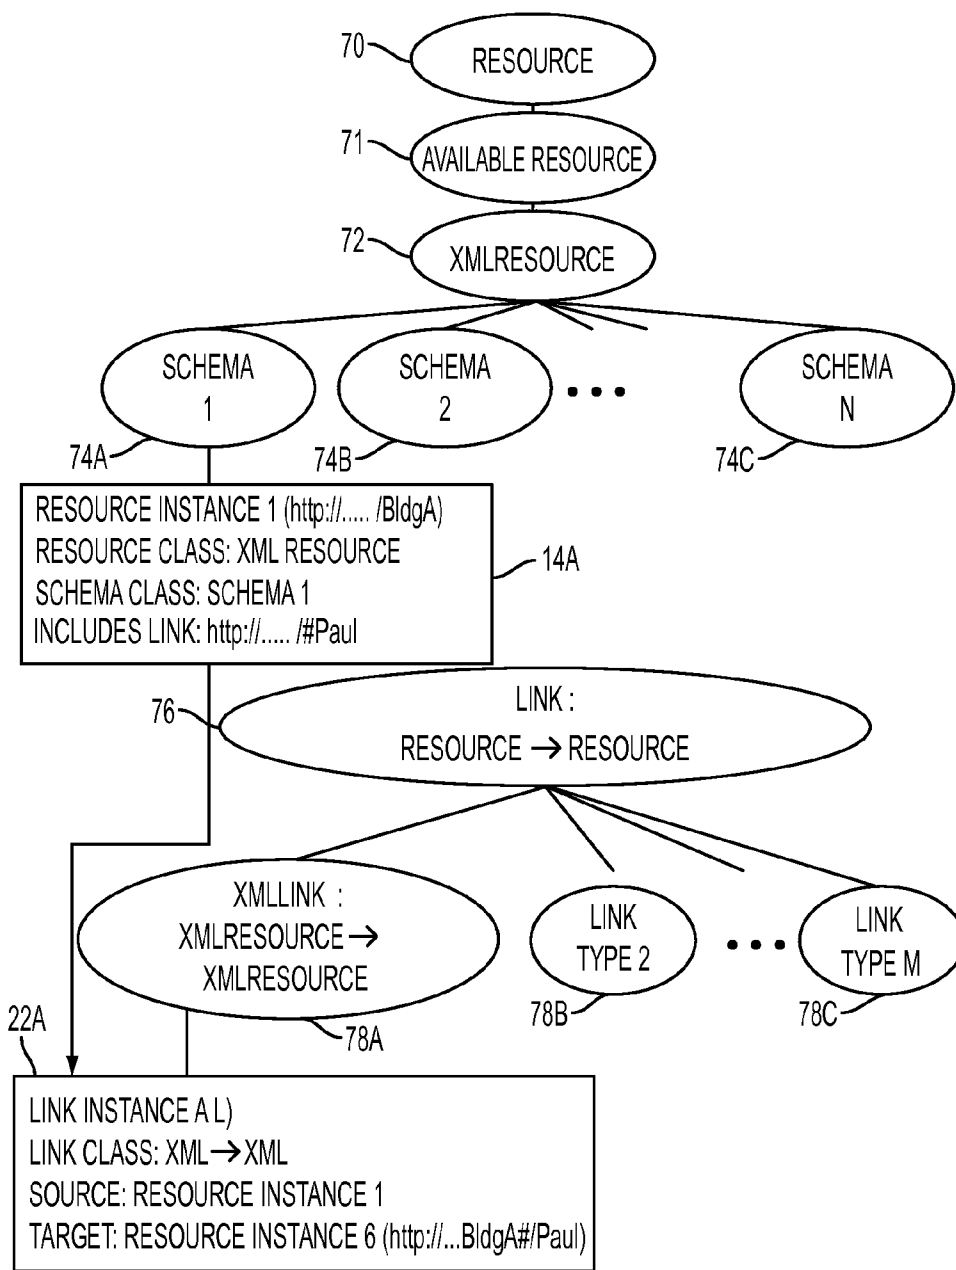 70
RESOURCE
71
AVAILABLE RESOURCE
72
XMLRESOURCE
SCHEMA
1
SCHEMA
2
• • •
SCHEMA
N
74A
74B
74C
RESOURCE INSTANCE 1 (http://..... /BldgA)
RESOURCE CLASS: XML RESOURCE
SCHEMA CLASS: SCHEMA 1
INCLUDES LINK: http://..... /#Paul
14A
76
LINK :
RESOURCE → RESOURCE
XMLLINK :
XMLRESOURCE →
XMLRESOURCE
LINK
TYPE 2
• • •
LINK
TYPE M
22A
78A
78B
78C
LINK INSTANCE A L)
LINK CLASS: XML → XML
SOURCE: RESOURCE INSTANCE 1
TARGET: RESOURCE INSTANCE 6 (http://...BldgA#/Paul)